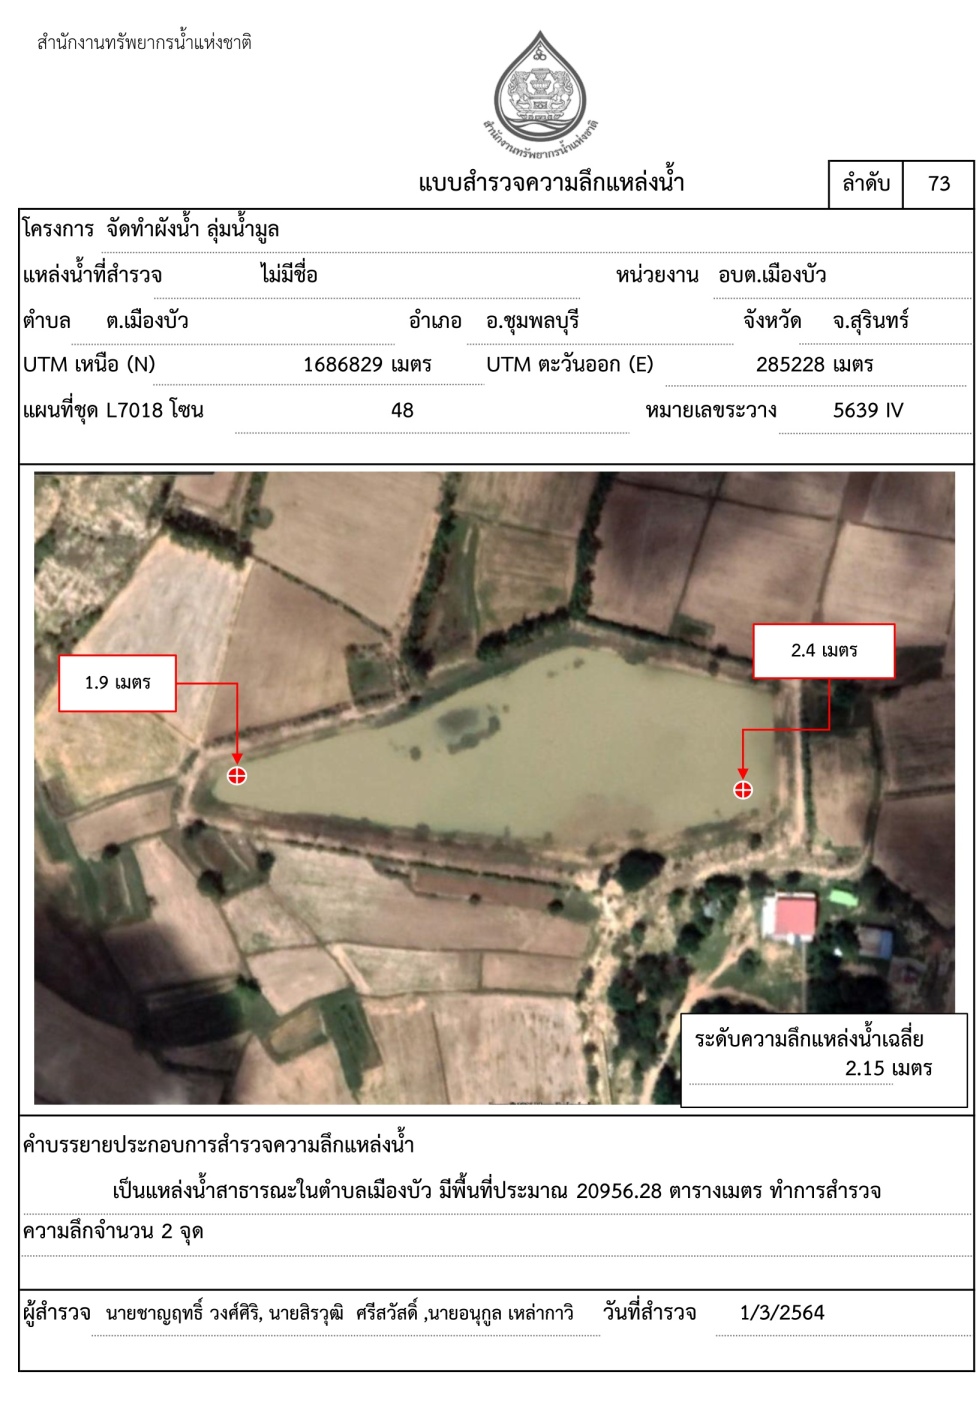 สำนักงานทรัพยากรน้ำแห่งชาติ
สำนักงานทรัพยากรน้ำแห่งชาติ
แบบสำรวจความลึกแหล่งน้ำ
ลำดับ 73
โครงการ จัดทำผังน้ำ ลุ่มน้ำมูล
แหล่งน้ำที่สำรวจ ไม่มีชื่อ หน่วยงาน อบต.เมืองบัว
ตำบล ต.เมืองบัว อำเภอ อ.ชุมพลบุรี จังหวัด จ.สุรินทร์
UTM เหนือ (N) 1686829 เมตร UTM ตะวันออก (E) 285228 เมตร
แผนที่ชุด L7018 โซน 48 หมายเลขระวาง 5639 IV
2.4 เมตร
1.9 เมตร
ระดับความลึกแหล่งน้ำเฉลี่ย
2.15 เมตร
คำบรรยายประกอบการสำรวจความลึกแหล่งน้ำ
เป็นแหล่งน้ำสาธารณะในตำบลเมืองบัว มีพื้นที่ประมาณ 20956.28 ตารางเมตร ทำการสำรวจ
ความลึกจำนวน 2 จุด
ผู้สำรวจ นายชาญฤทธิ์ วงศ์ศิริ, นายสิรวุฒิ ศรีสวัสดิ์ ,นายอนุกูล เหล่ากาวิ วันที่สำรวจ 1/3/2564